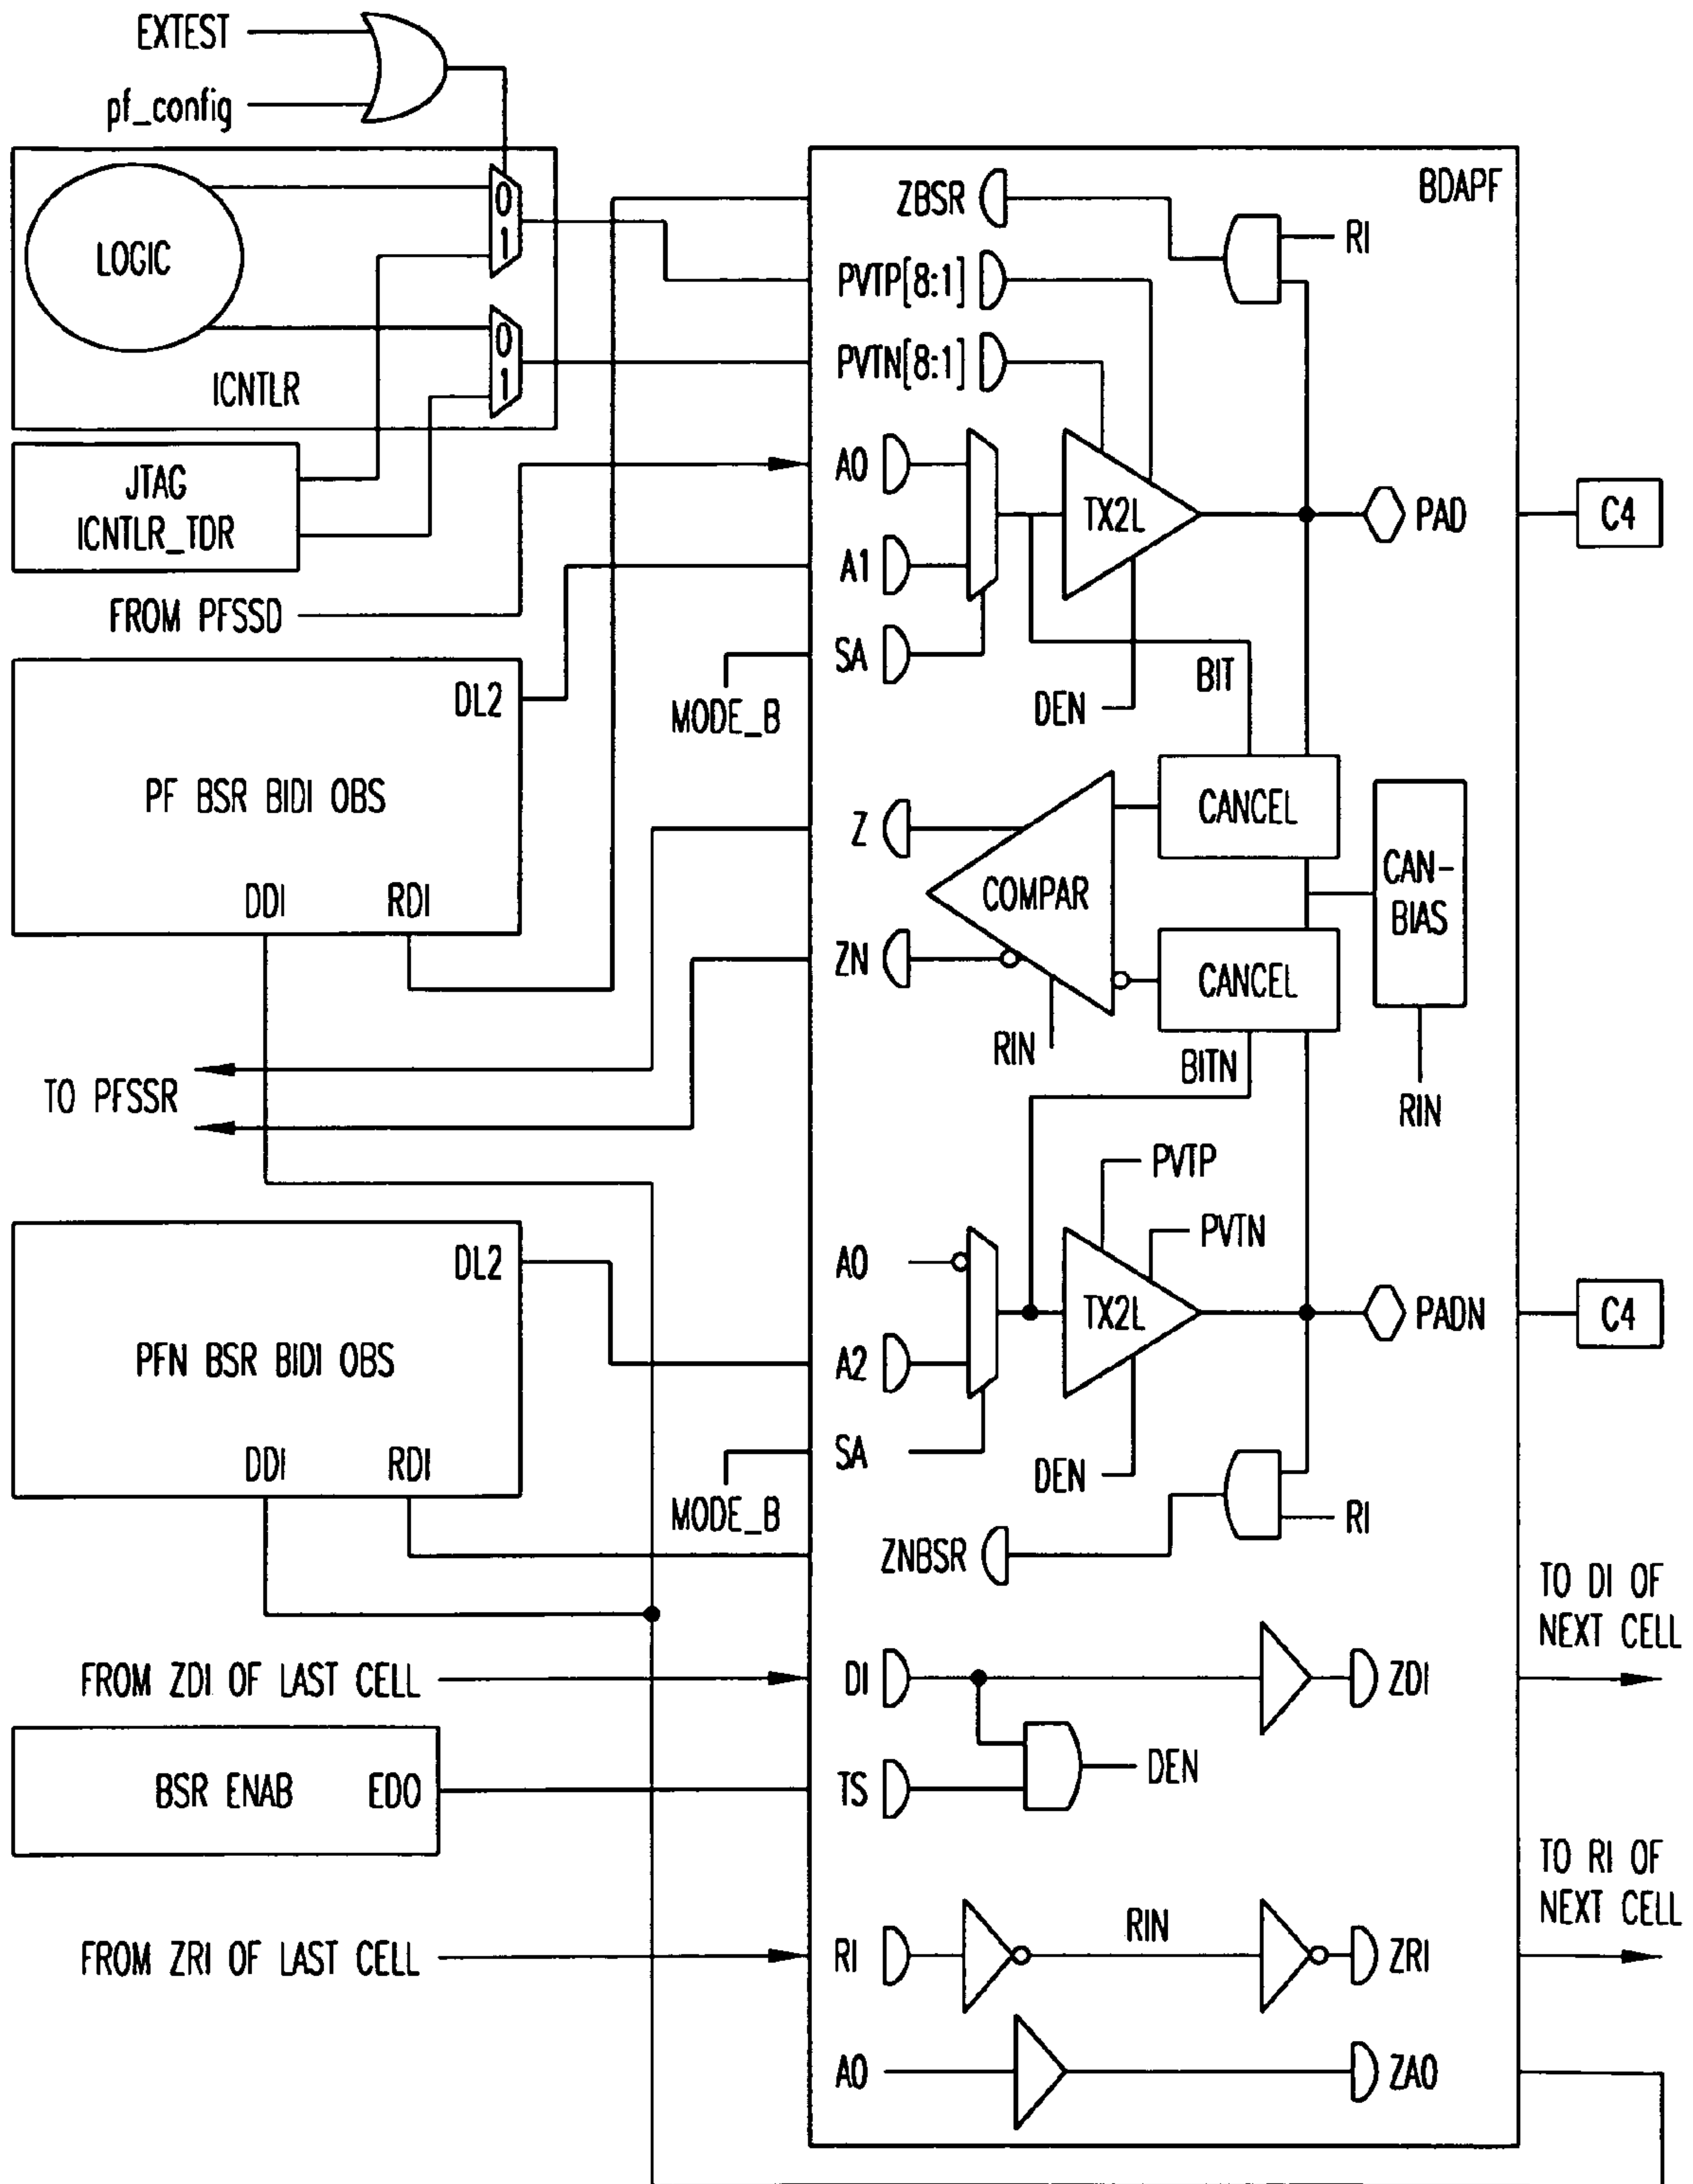 EXTEST
pf_config
LOGIC
0
1
0
1
ICNTLR
JTAG
ICNTLR_TDR
FROM PFSSD
MODE_B
DL2
PF BSR BIDI OBS
DDI
RDI
TO PFSSR
DL2
PFN BSR BIDI OBS
DDI
RDI
MODE_B
FROM ZDI OF LAST CELL
BSR ENAB
EDO
FROM ZRI OF LAST CELL
BDAPF
ZBSR
RI
PVTP[8:1]
PVTN[8:1]
A0
TX2L
PAD
C4
A1
SA
BIT
DEN
Z
CANCEL
COMPAR
CAN-
BIAS
ZN
CANCEL
RIN
BITN
RIN
PVTP
PVTN
A0
TX2L
PADN
C4
A2
SA
DEN
RI
ZNBSR
TO DI OF
NEXT CELL
DI
ZDI
DEN
TS
TO RI OF
NEXT CELL
RIN
RI
ZRI
A0
ZA0